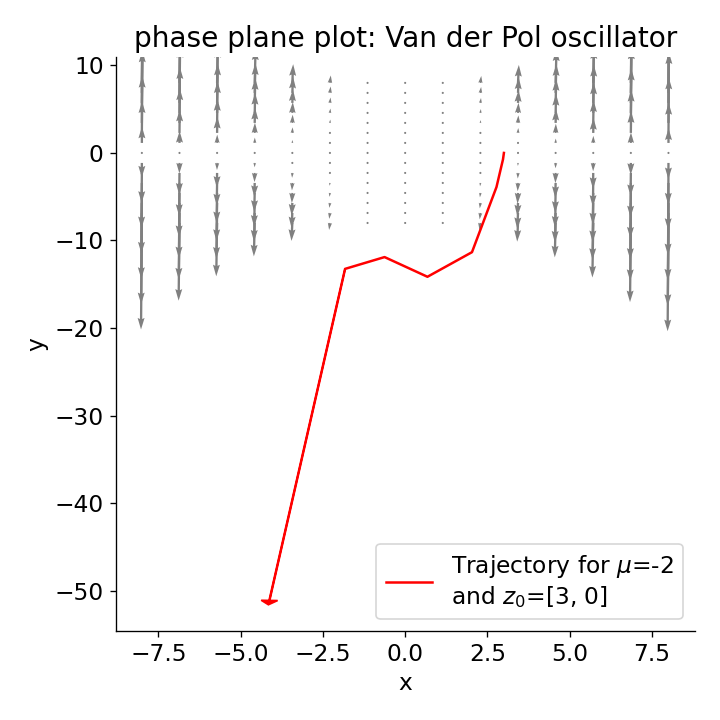 phase plane plot: Van der Pol oscillator
10
0
−10
−20
−30
−40
−50
y
Trajectory for μ=-2
and z₀=[3, 0]
−7.5 −5.0 −2.5 0.0 2.5 5.0 7.5
x